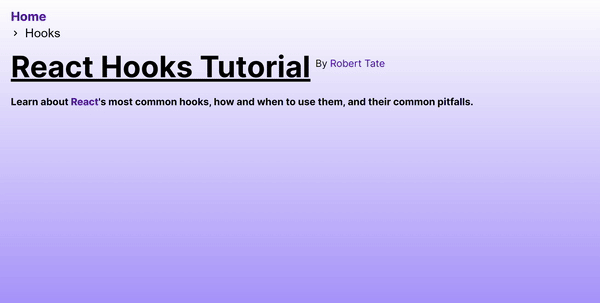 Home
› Hooks
React Hooks Tutorial By Robert Tate
Learn about React's most common hooks, how and when to use them, and their common pitfalls.